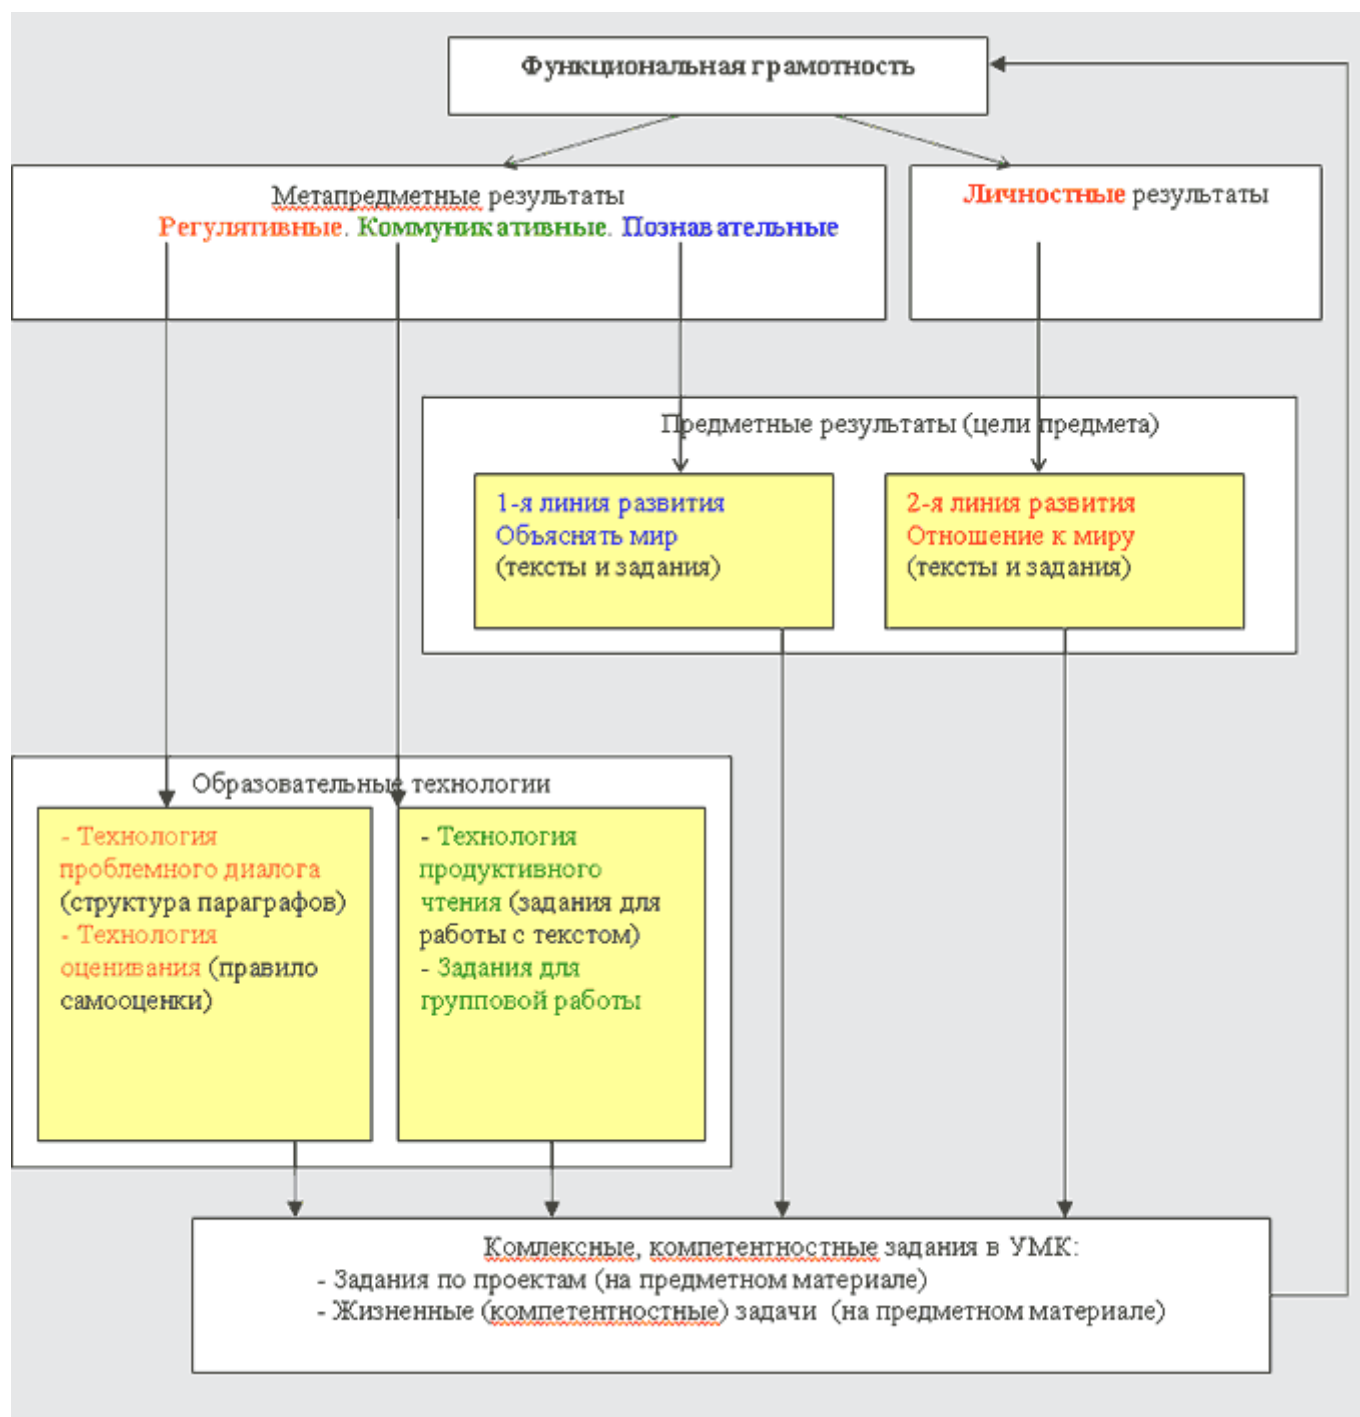 Функциональная грамотность
Метапредметные результаты
Регулятивные. Коммуникативные. Познавательные
Личностные результаты
Предметные результаты (цели предмета)
1-я линия развития
Объяснять мир
(тексты и задания)
2-я линия развития
Отношение к миру
(тексты и задания)
Образовательные технологии
- Технология
проблемного диалога
(структура параграфов)
- Технология
оценивания (правило
самооценки)
- Технология
продуктивного
чтения (задания для
работы с текстом)
- Задания для
групповой работы
Комлексные, компетентностные задания в УМК:
- Задания по проектам (на предметном материале)
- Жизненные (компетентностные) задачи (на предметном материале)